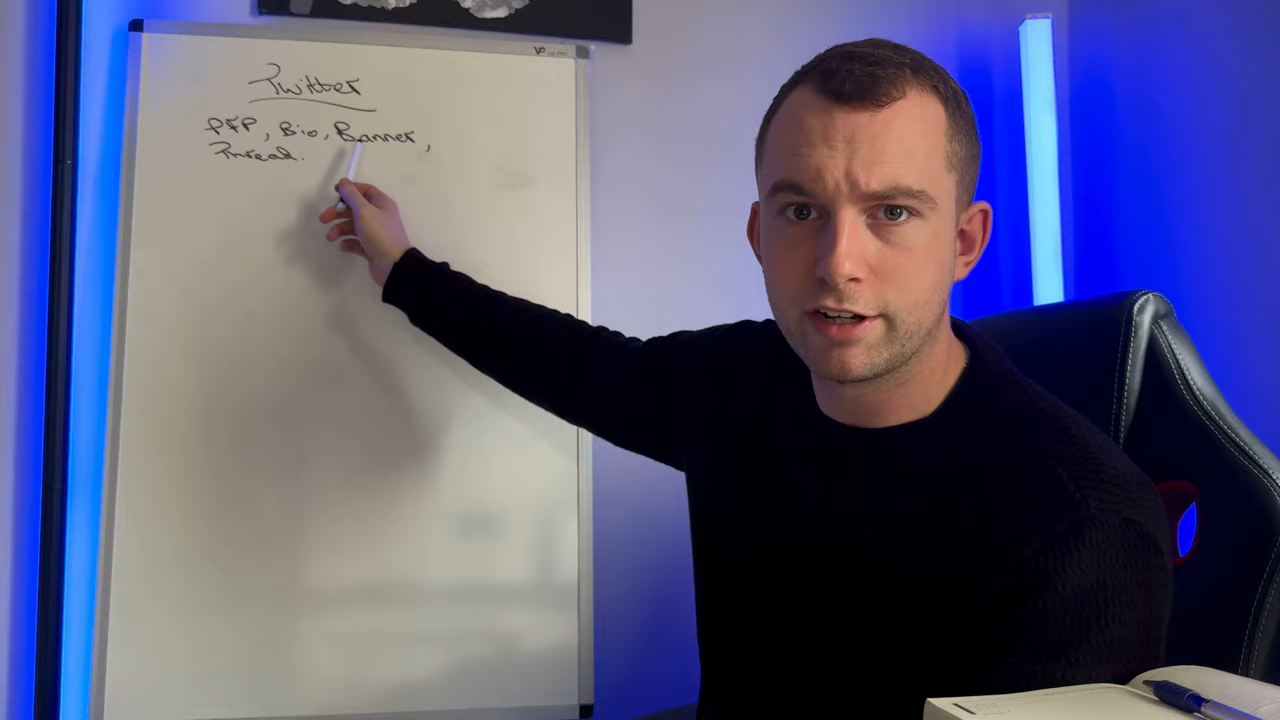 Twitter
PFP, Bio, Banner,
Thread.